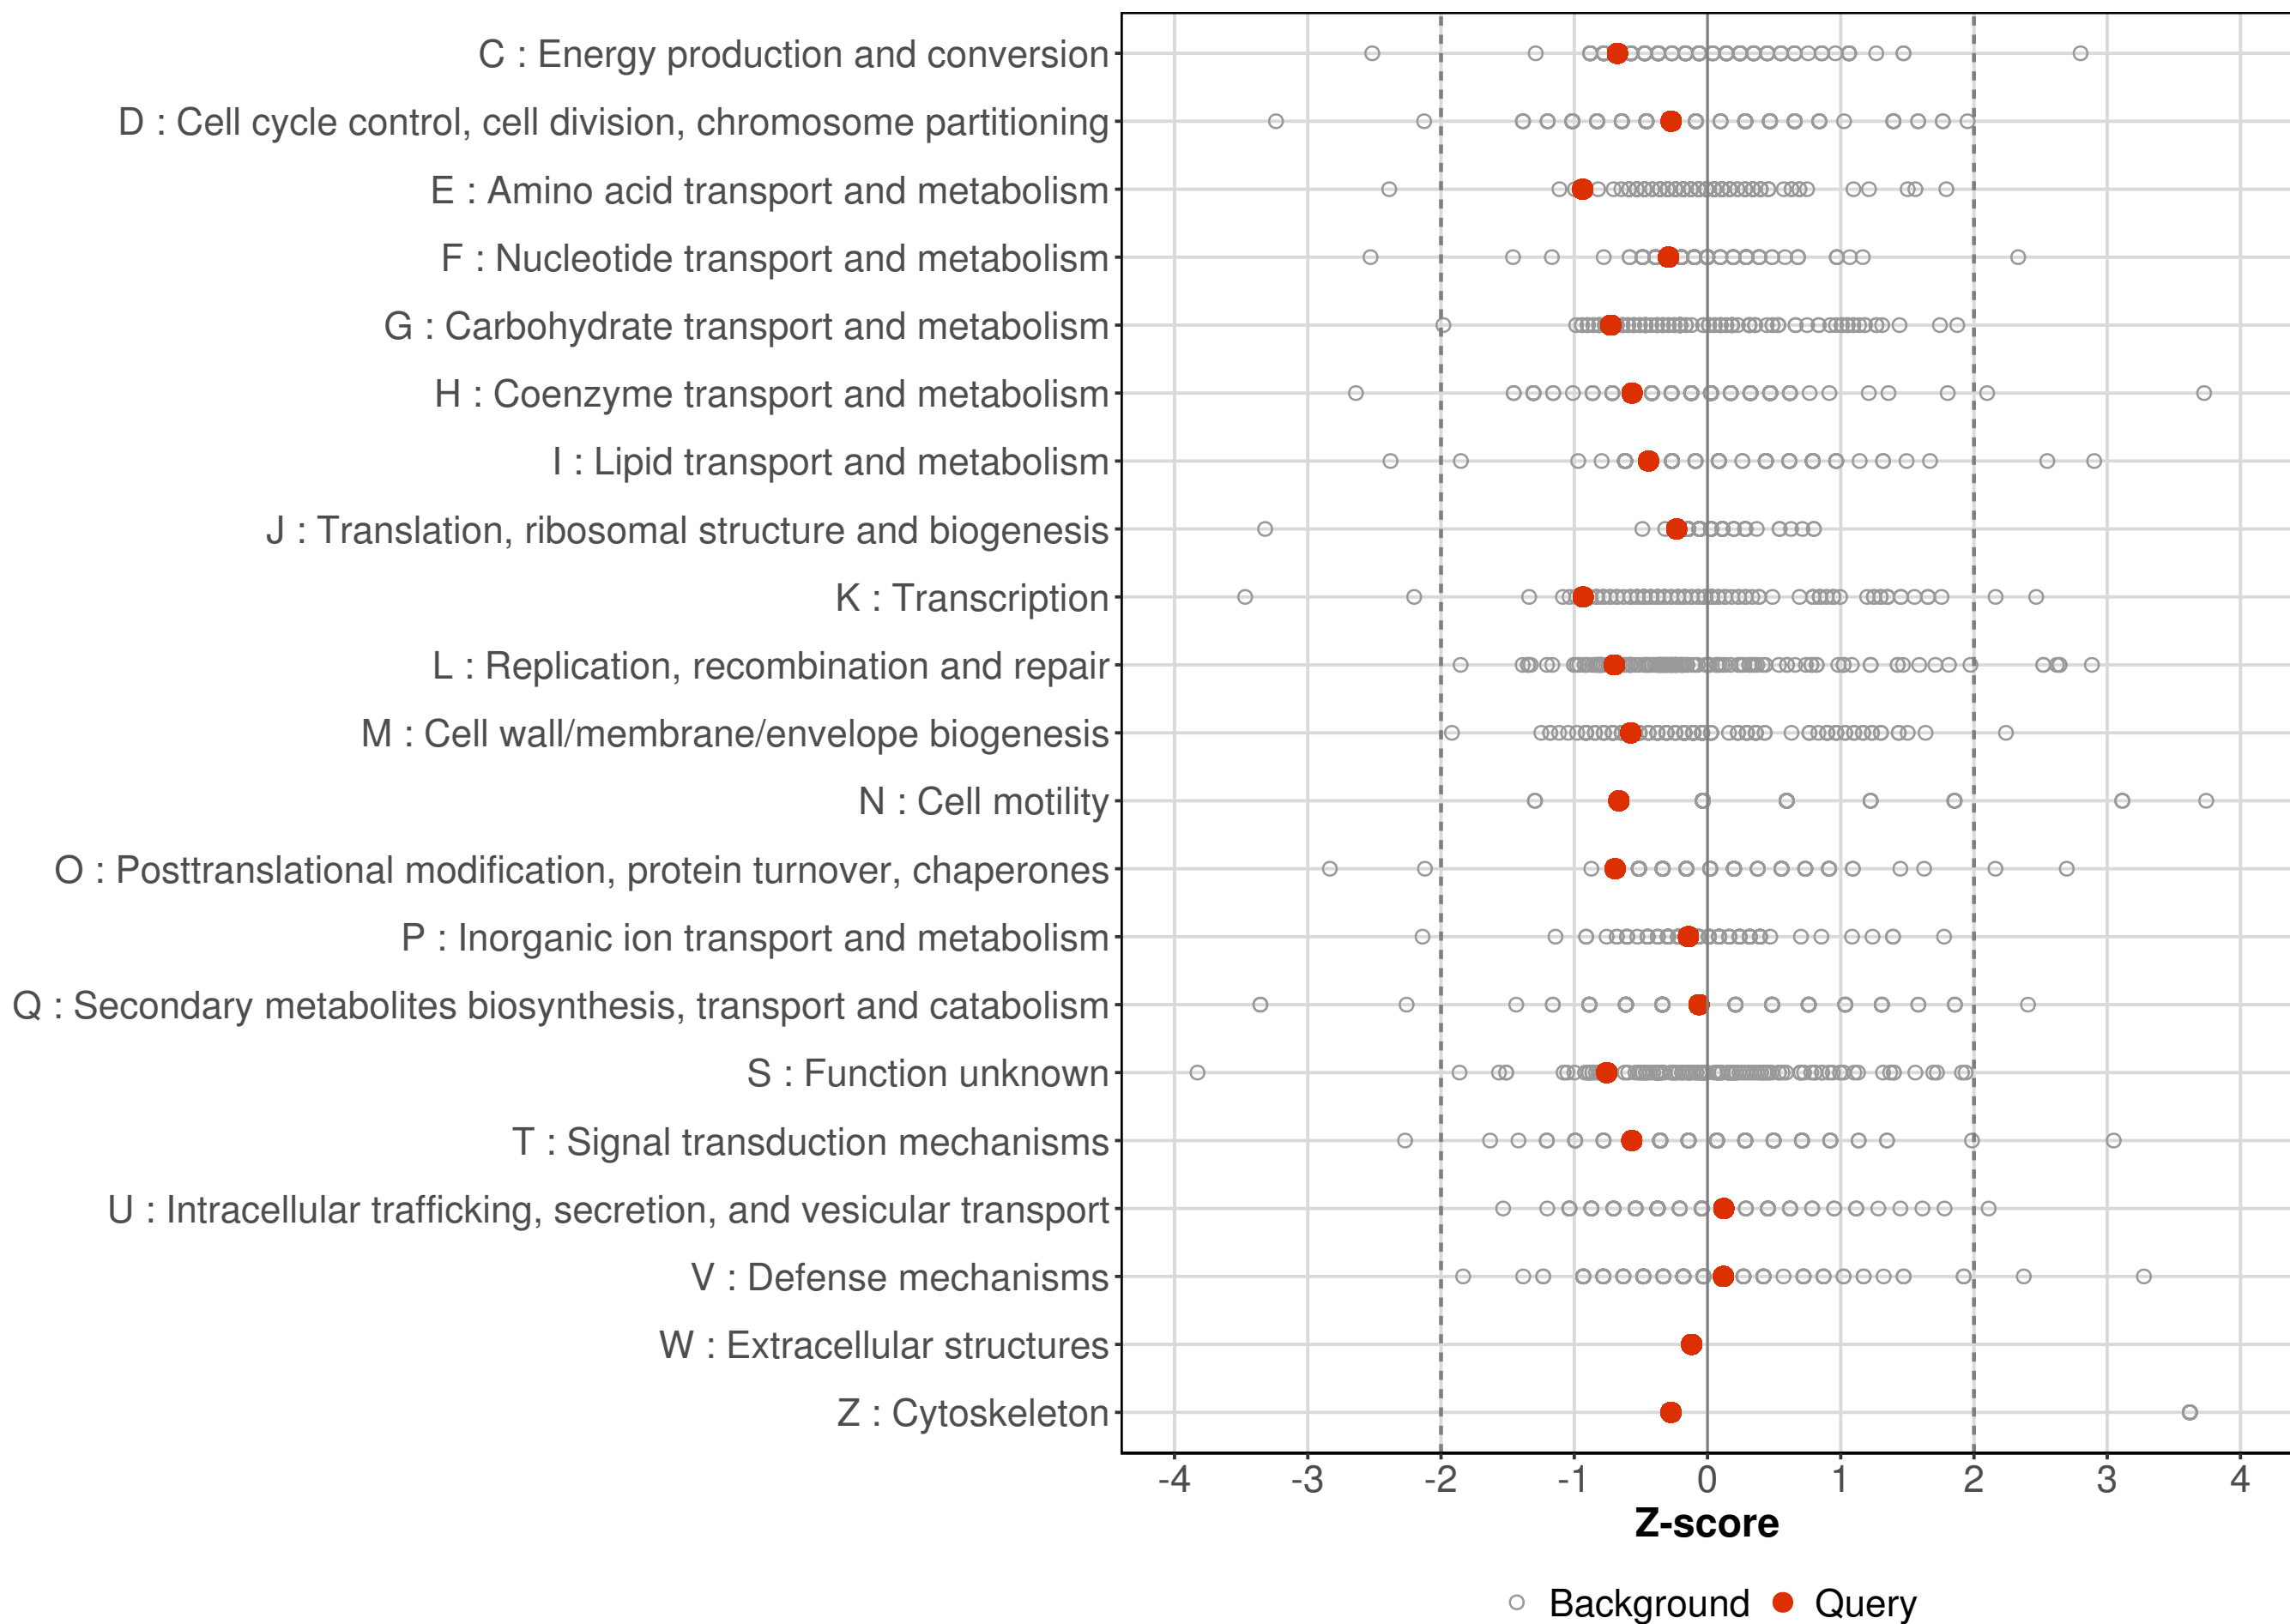 C : Energy production and conversion
D : Cell cycle control, cell division, chromosome partitioning
E : Amino acid transport and metabolism
F : Nucleotide transport and metabolism
G : Carbohydrate transport and metabolism
H : Coenzyme transport and metabolism
I : Lipid transport and metabolism
J : Translation, ribosomal structure and biogenesis
K : Transcription
L : Replication, recombination and repair
M : Cell wall/membrane/envelope biogenesis
N : Cell motility
O : Posttranslational modification, protein turnover, chaperones
P : Inorganic ion transport and metabolism
Q : Secondary metabolites biosynthesis, transport and catabolism
S : Function unknown
T : Signal transduction mechanisms
U : Intracellular trafficking, secretion, and vesicular transport
V : Defense mechanisms
W : Extracellular structures
Z : Cytoskeleton
-4 -3 -2 -1 0 1 2 3 4
Z-score
Background Query